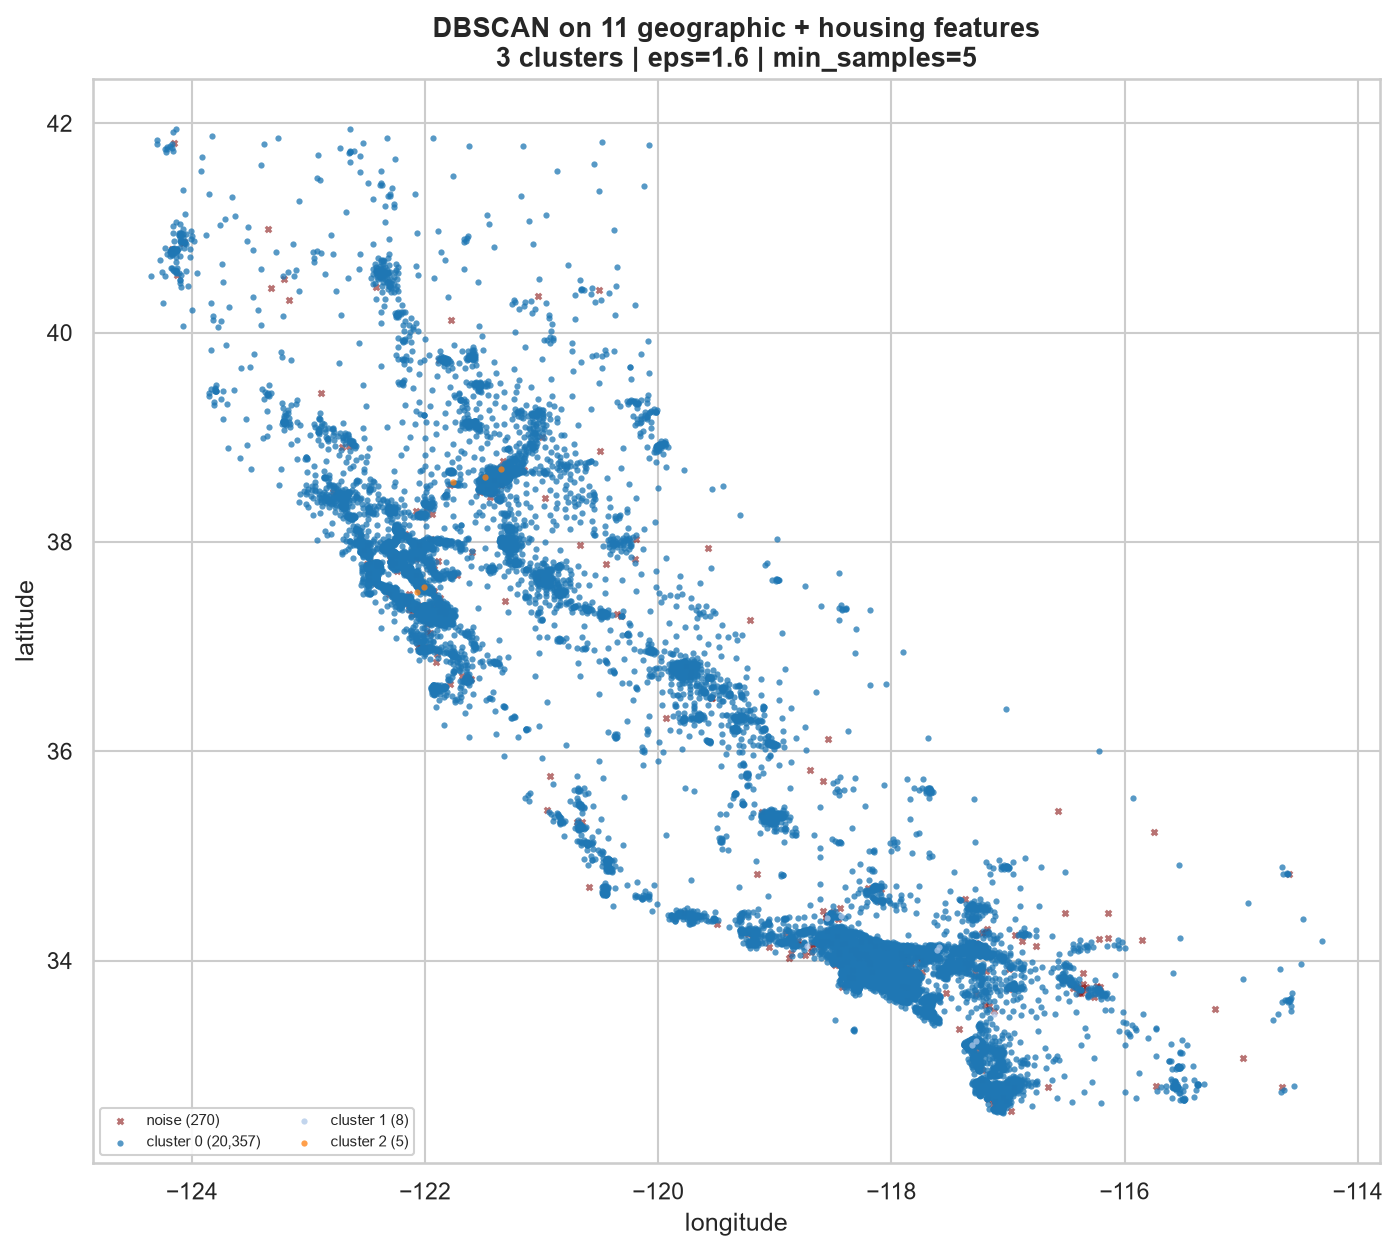 DBSCAN on 11 geographic + housing features
3 clusters | eps=1.6 | min_samples=5
latitude
42
40
38
36
34
noise (270)
cluster 0 (20,357)
cluster 1 (8)
cluster 2 (5)
−124
−122
−120
−118
−116
−114
longitude